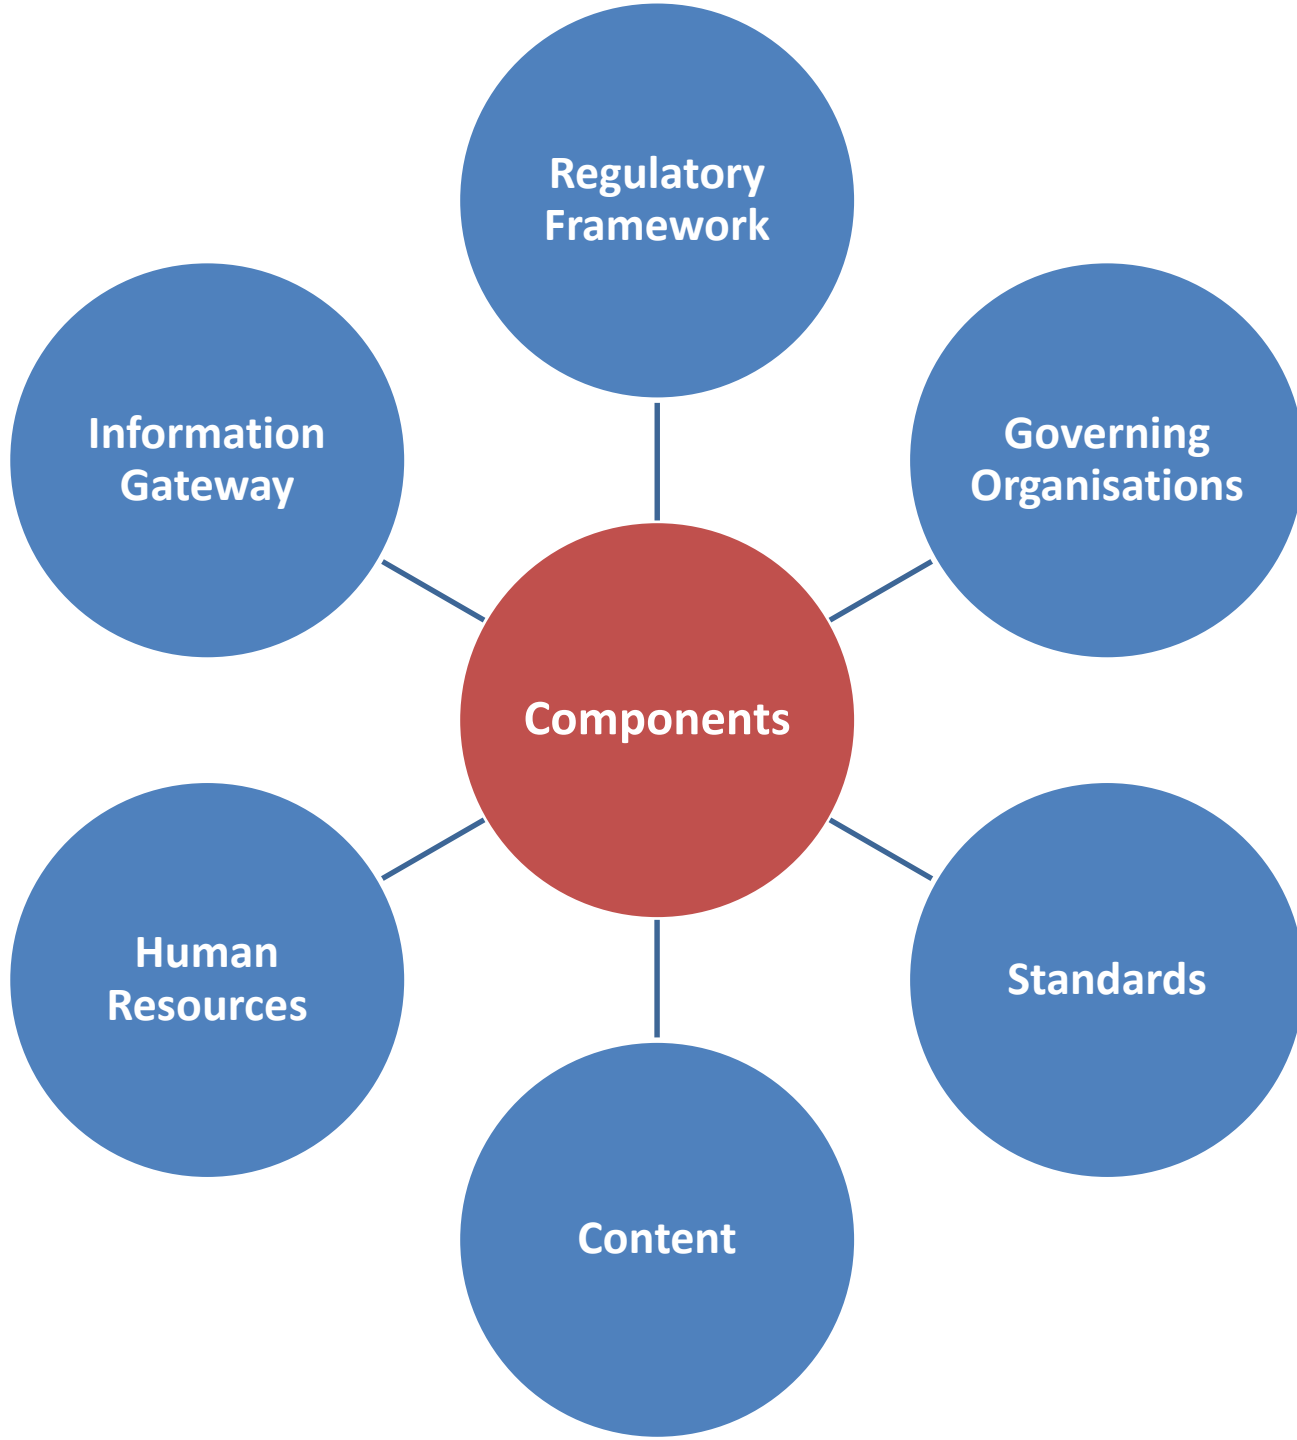 Regulatory
Framework
Governing
Organisations
Standards
Content
Human
Resources
Information
Gateway
Components